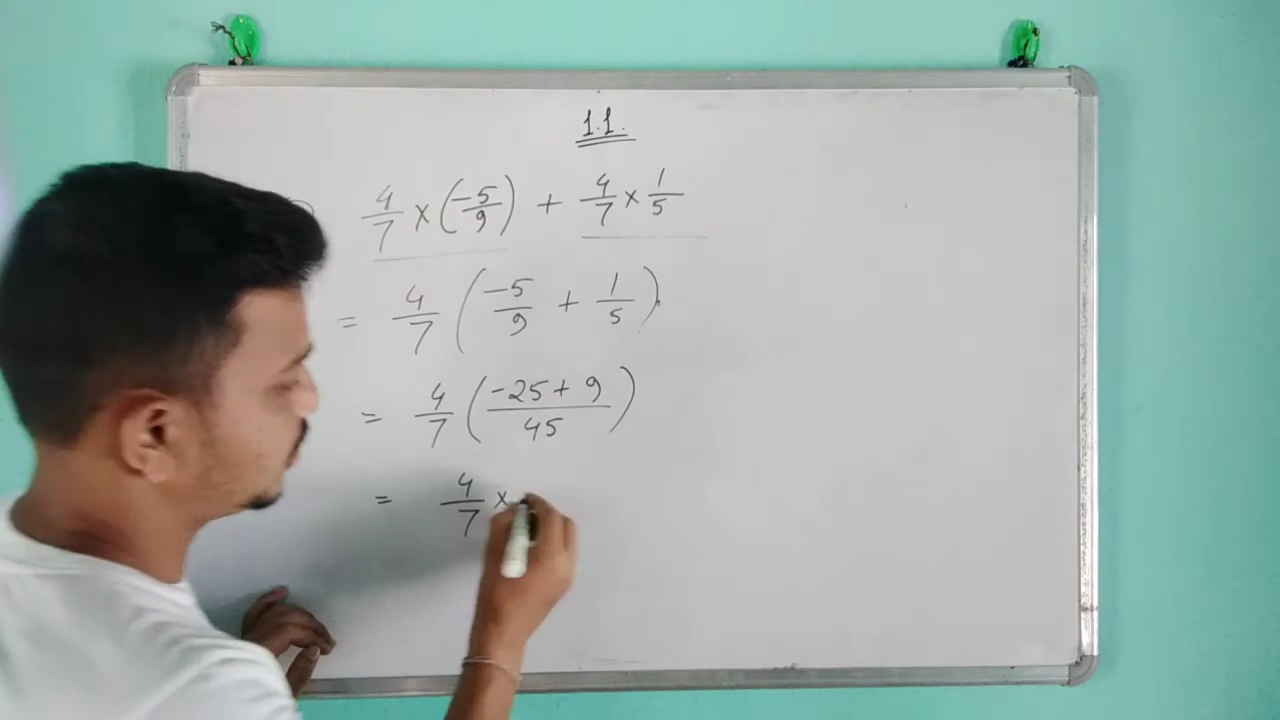 1.1.
4/7 × (-5/9) + 4/7 × 1/5
= 4/7 (-5/9 + 1/5)
= 4/7 (-25 + 9 / 45)
= 4/7 ×